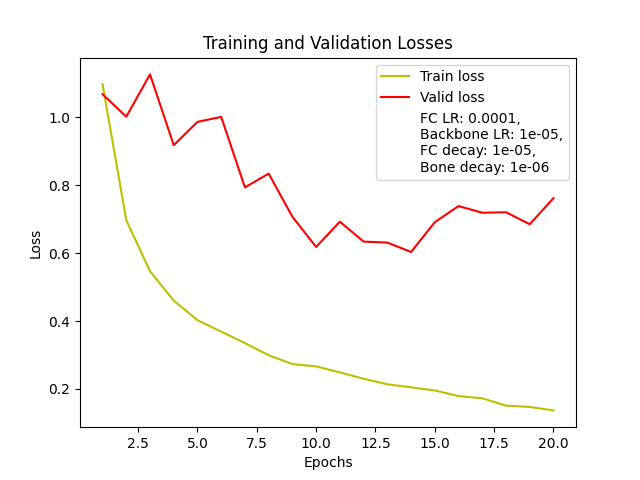 Training and Validation Losses
Train loss
Valid loss
FC LR: 0.0001,
Backbone LR: 1e-05,
FC decay: 1e-05,
Bone decay: 1e-06
1.0
0.8
0.6
0.4
0.2
Loss
2.5 5.0 7.5 10.0 12.5 15.0 17.5 20.0
Epochs